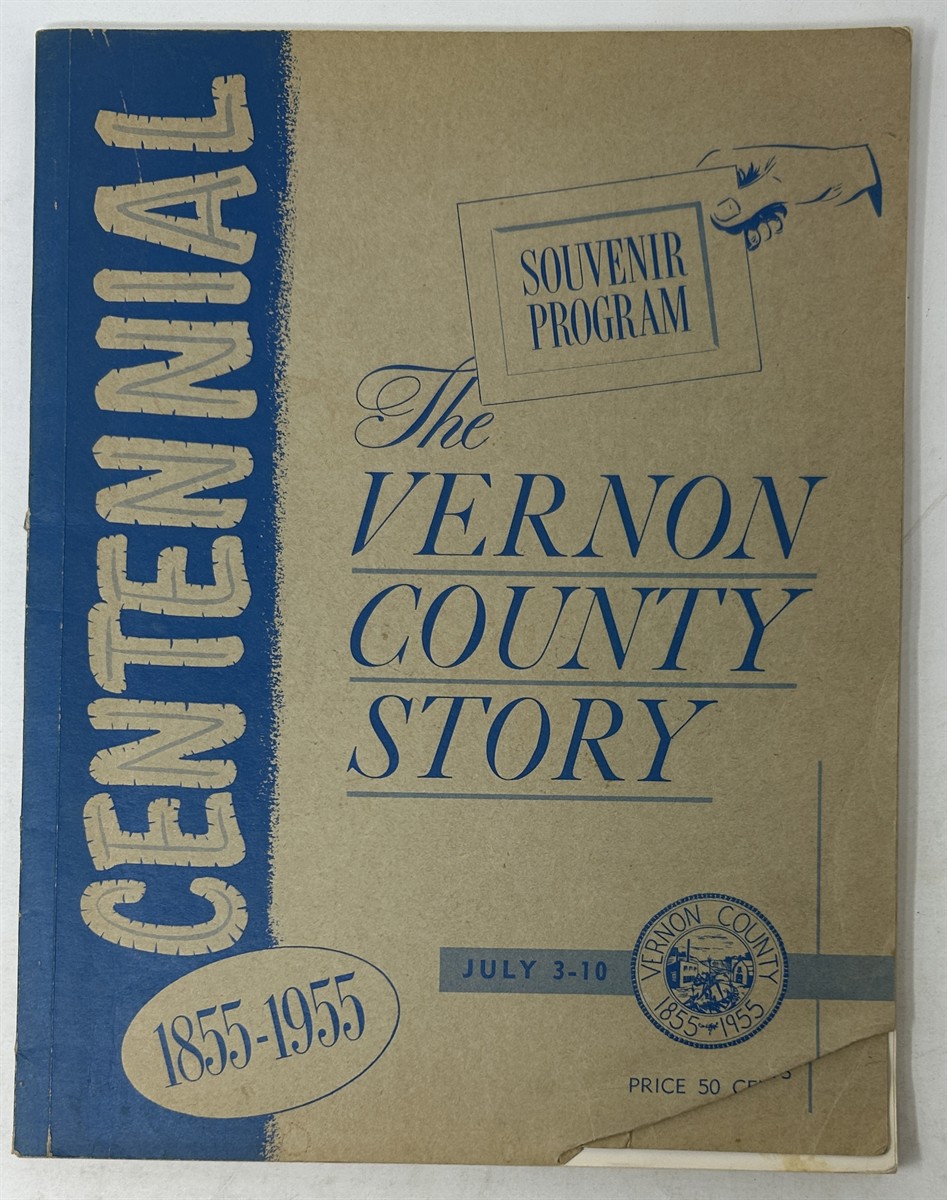 CENTENNIAL
1855-1955
SOUVENIR
PROGRAM
The
VERNON
COUNTY
STORY
JULY 3-10
VERNON COUNTY
1855 1955
PRICE 50